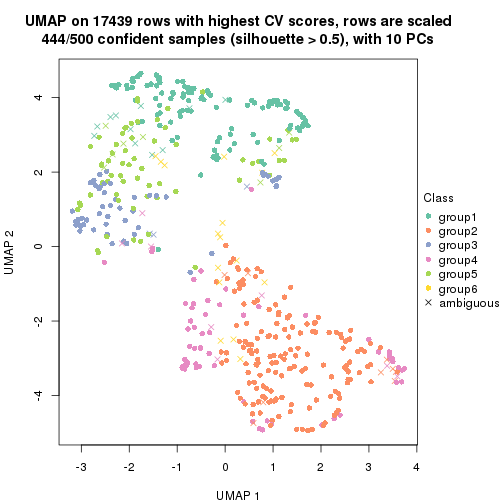 UMAP on 17439 rows with highest CV scores, rows are scaled
444/500 confident samples (silhouette > 0.5), with 10 PCs
4
2
0
-2
-4
UMAP 2
-3
-2
-1
0
1
2
3
4
UMAP 1
Class
group1
group2
group3
group4
group5
group6
ambiguous